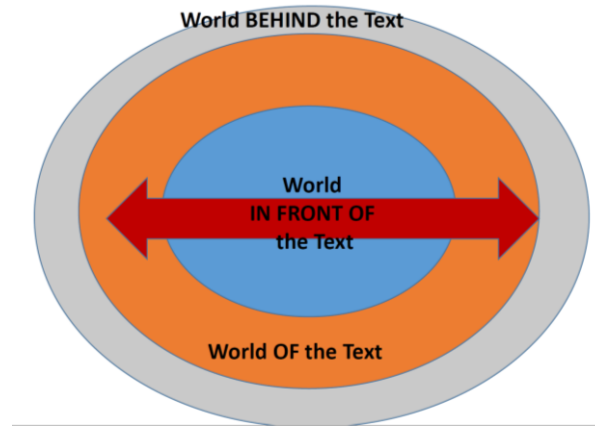 World BEHIND the Text
World
IN FRONT OF
the Text
World OF the Text